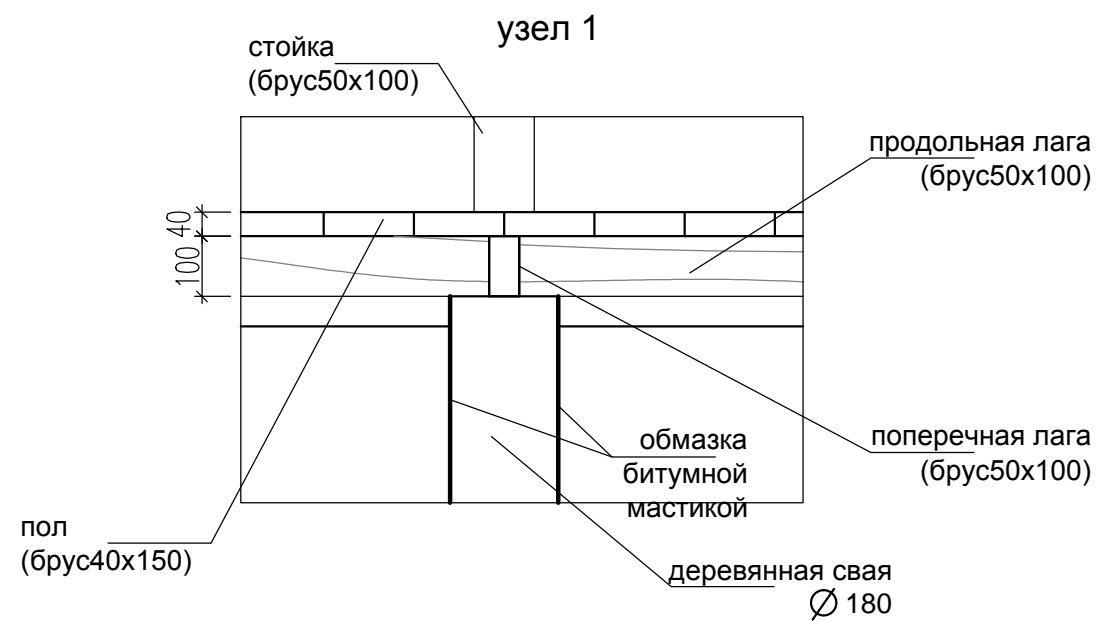 узел 1
стойка
(брус50х100)
продольная лага
(брус50х100)
40
100
поперечная лага
(брус50х100)
обмазка
битумной
мастикой
пол
(брус40х150)
деревянная свая
∅ 180